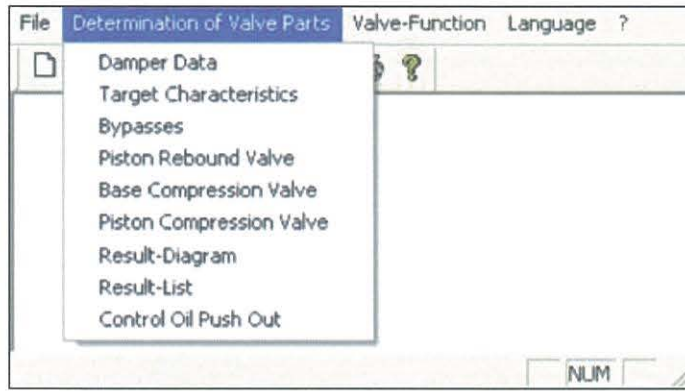 File Determination of Valve Parts Valve-Function Language ?
Damper Data
Target Characteristics
Bypasses
Piston Rebound Valve
Base Compression Valve
Piston Compression Valve
Result-Diagram
Result-List
Control Oil Push Out
NUM